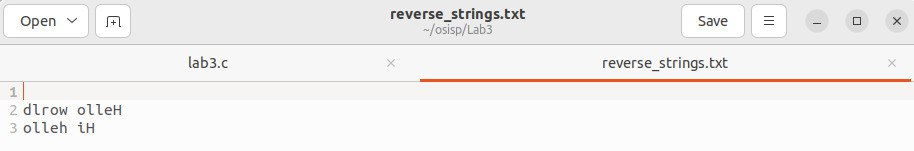 Open
reverse_strings.txt
~/osisp/Lab3
Save
lab3.c
reverse_strings.txt
1
2 dlrow olleH
3 olleh iH